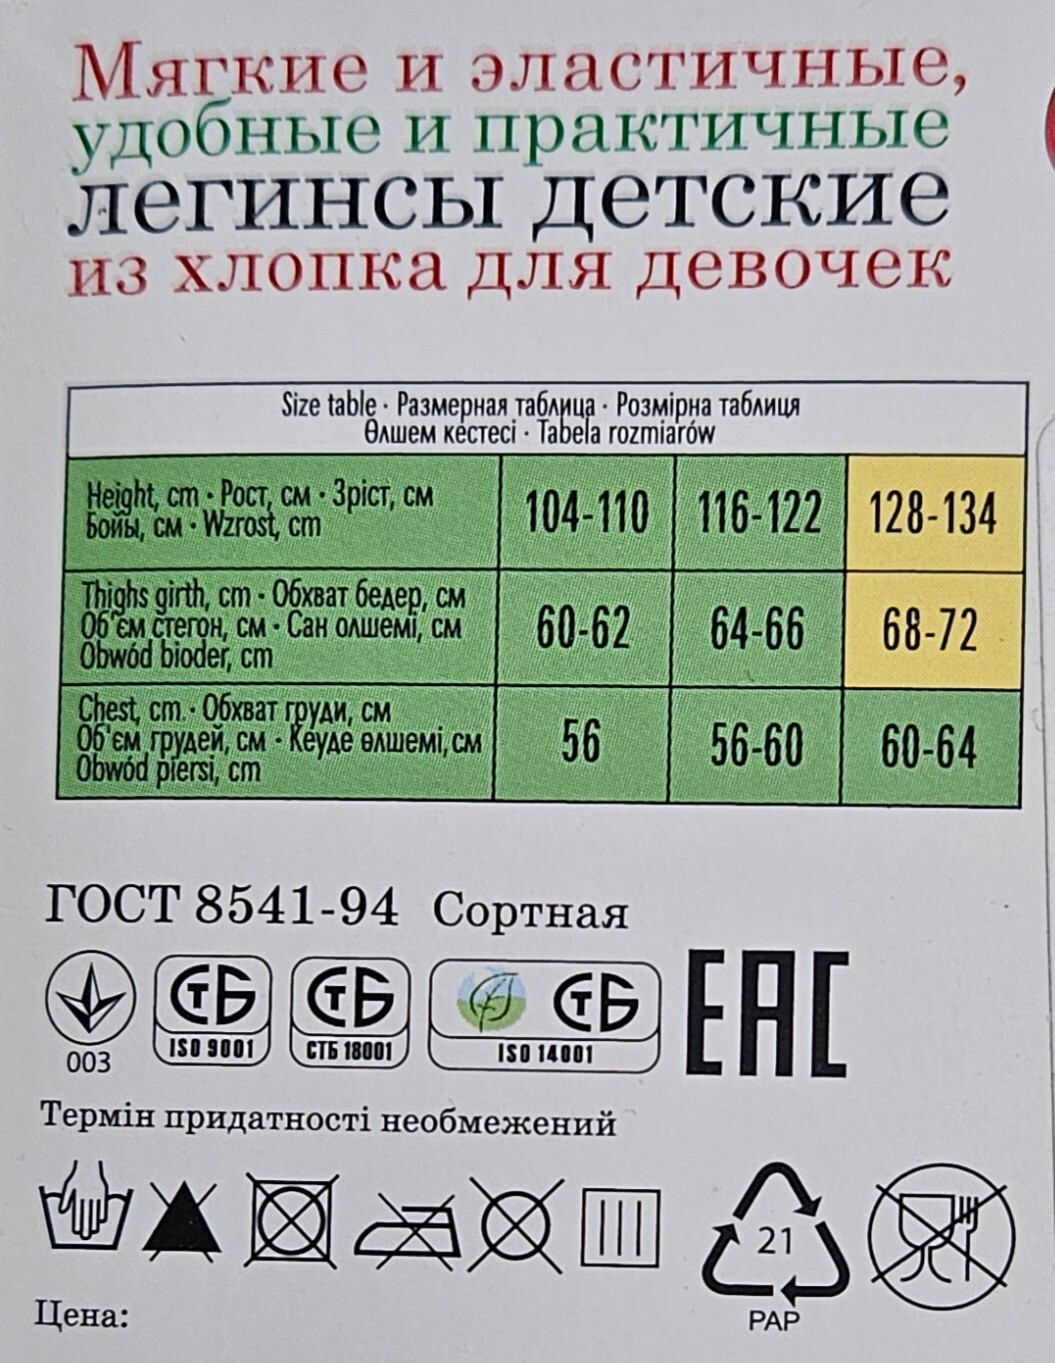 Мягкие и эластичные,
удобные и практичные
легинсы детские
из хлопка для девочек
Size table · Размерная таблица · Розмірна таблиця
Өлшем кестесі · Tabela rozmiarów
Height, cm · Рост, см · Зріст, см
Бойы, см · Wzrost, cm
104-110 116-122 128-134
Thighs girth, cm · Обхват бедер, см
Об'єм стегон, см · Сан олшемі, см
Obwód bioder, cm
60-62 64-66 68-72
Chest, cm. · Обхват груди, см
Об'єм грудей, см · Кеуде өлшемі, см
Obwód piersi, cm
56 56-60 60-64
ГОСТ 8541-94 Сортная
003
СТБ ISO 9001
СТБ СТБ 18001
СТБ ISO 14001
EAC
Термін придатності необмежений
21
PAP
Цена: